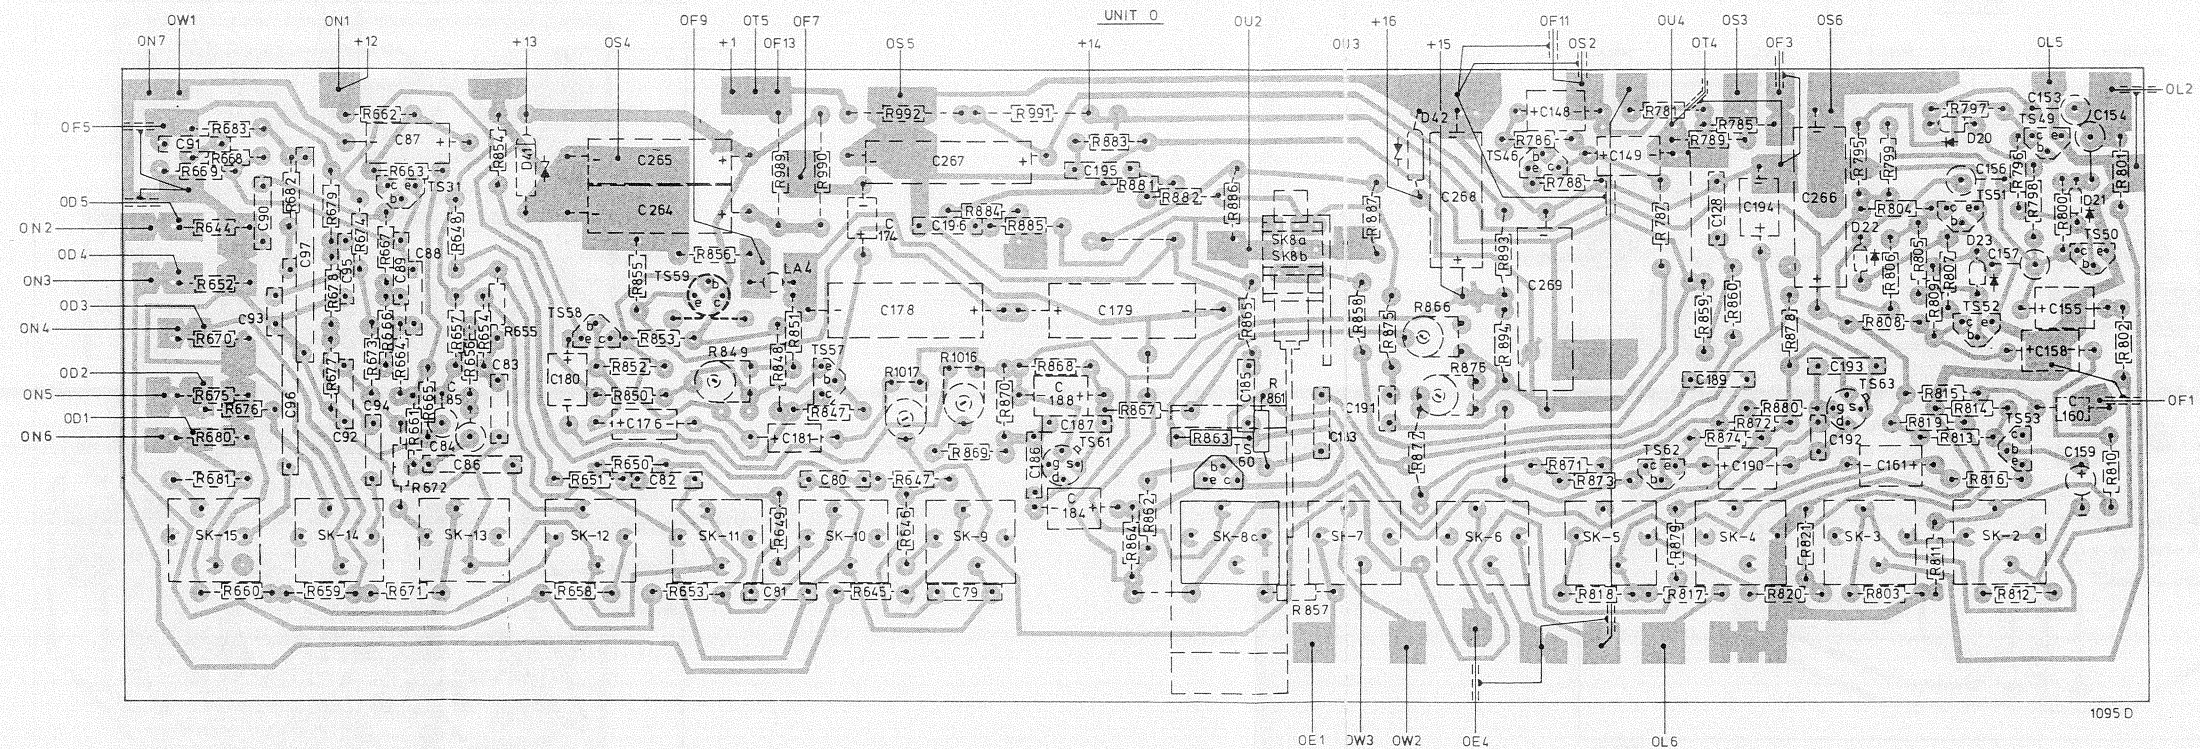 UNIT O
OW1 ON1 OF9 OT5 OF7 OU2 +16 OF11 OU4 OS3 OS6
ON7 +12 +13 OS4 +1 OF13 OS5 +14 OU3 +15 OS2 OT4 OF3 OL5
OL2
OF5
OD5
ON2
OD4
ON3
OD3
ON4
OD2
ON5
OD1
ON6
OF1
R683
C91
R668
R669
R644
R652
C90
C93
R670
R675
R676
R680
R681
R682
C97
C96
R679
R678
R677
R674
C95
R673
C94
C92
R662
C87
R663
TS31
c e
b
R667
C89
C88
R666
R664
R648
R657
R654
R655
R656
C83
R665
C85
R661
C84
C86
R672
R854
D41
C265
C264
R856
R855
TS59
b
e c
TS58
b
e c
R853
C180
R852
R850
C176
R849
R650
R651
C82
LA4
R989
R990
R851
R848
TS57
e
b
c
R847
C181
C80
R647
R992
R991
C267
C174
C196
R884
R885
R883
C195
R881
R882
R886
C178
C179
R1017
R1016
R870
R868
C188
C187
R867
R869
C186
TS61
g s
d
C184
R865
C185
R861
R863
TS60
b
e c
R862
R864
SK8a
SK8b
C183
R887
R858
R875
C191
R877
D42
C268
R866
R876
R893
R894
C269
C148
R786
TS46
b
c e
R788
C149
R781
R785
R789
R787
C128
C194
R859
R860
R878
C266
C189
C193
TS63
g s
d
R880
R872
R874
C192
R871
R873
TS62
c e
b
C190
C161
R795
R799
R797
D20
C153
TS49
c e
b
C154
R796
R801
C156
R798
TS51
c e
b
R800
D21
TS50
c e
b
R804
D22
R806
R805
R807
D23
C157
R809
TS52
c e
b
C155
R808
C158
R802
R815
R814
R819
R813
TS53
c
b
e
C160
C159
R810
R816
SK-15
SK-14
SK-13
SK-12
SK-11
R649
SK-10
R646
SK-9
SK-8c
SK-6
SK-5
R879
SK-4
R821
SK-3
R811
SK-2
R660
R659
R671
R658
R653
C81
R645
C79
R857
R818
R817
R820
R803
R812
1095 D
OE1 OW3 OW2 OE4 OL6